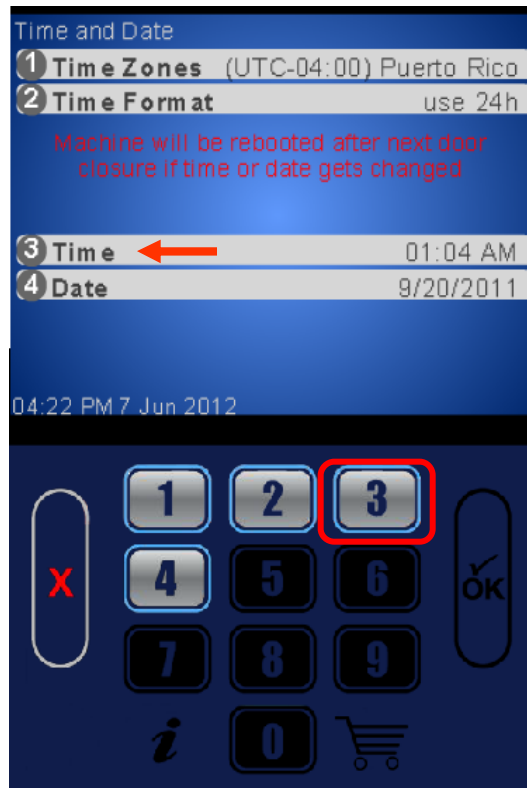 Time and Date
1 Time Zones (UTC-04:00) Puerto Rico
2 Time Format use 24h
Machine will be rebooted after next door
closure if time or date gets changed
3 Time 01:04 AM
4 Date 9/20/2011
04:22 PM 7 Jun 2012
1 2 3
X 4 5 6 OK
7 8 9
i 0